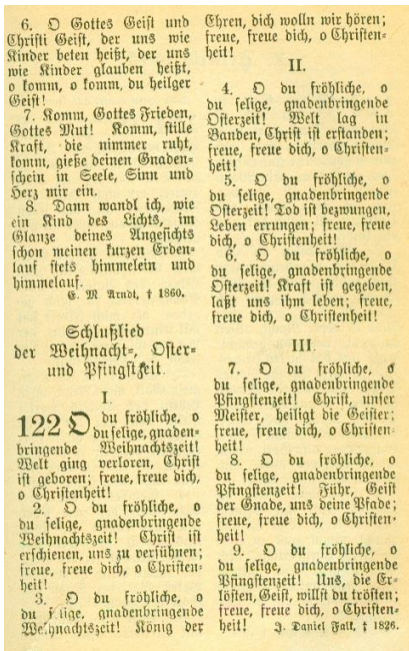 6. O Gottes Geist und
Christi Geist, der uns wie
Kinder beten heißt, der uns
wie Kinder glauben heißt,
o komm, o komm, du heilger
Geist!
7. Komm, Gottes Frieden,
Gottes Mut! Komm, stille
Kraft, die nimmer ruht,
komm, gieße deinen Gnaden-
schein in Seele, Sinn und
Herz mir ein.
8. Dann wandl ich, wie
ein Kind des Lichts, im
Glanze deines Angesichts
schon meinen kurzen Erden-
lauf stets himmelein und
himmelauf.
E. M Arndt, † 1860.
Schlußlied
der Weihnacht-, Oster-
und Pfingstzeit.
I.
122 O du fröhliche, o
du selige, gnaden-
bringende Weihnachtszeit!
Welt ging verloren, Christ
ist geboren; freue, freue dich,
o Christenheit!
2. O du fröhliche, o
du selige, gnadenbringende
Weihnachtszeit! Christ ist
erschienen, uns zu versühnen;
freue, freue dich, o Christen-
heit!
3. O du fröhliche, o
du selige, gnadenbringende
Weihnachtszeit! König der
Ehren, dich wolln wir hören;
freue, freue dich, o Christen-
heit!
II.
4. O du fröhliche, o
du selige, gnadenbringende
Osterzeit! Welt lag in
Banden, Christ ist erstanden;
freue, freue dich, o Christen-
heit!
5. O du fröhliche, o
du selige, gnadenbringende
Osterzeit! Tod ist bezwungen,
Leben errungen; freue, freue
dich, o Christenheit!
6. O du fröhliche, o
du selige, gnadenbringende
Osterzeit! Kraft ist gegeben,
laßt uns ihm leben; freue,
freue dich, o Christenheit!
III.
7. O du fröhliche, o
du selige, gnadenbringende
Pfingstenzeit! Christ, unser
Meister, heiligt die Geister;
freue, freue dich, o Christen-
heit!
8. O du fröhliche, o
du selige, gnadenbringende
Pfingstenzeit! Führ, Geist
der Gnade, uns deine Pfade;
freue, freue dich, o Christen-
heit!
9. O du fröhliche, o
du selige, gnadenbringende
Pfingstenzeit! Uns, die Er-
lösten, Geist, willst du trösten;
freue, freue dich, o Christen-
heit! J. Daniel Falk, † 1826.